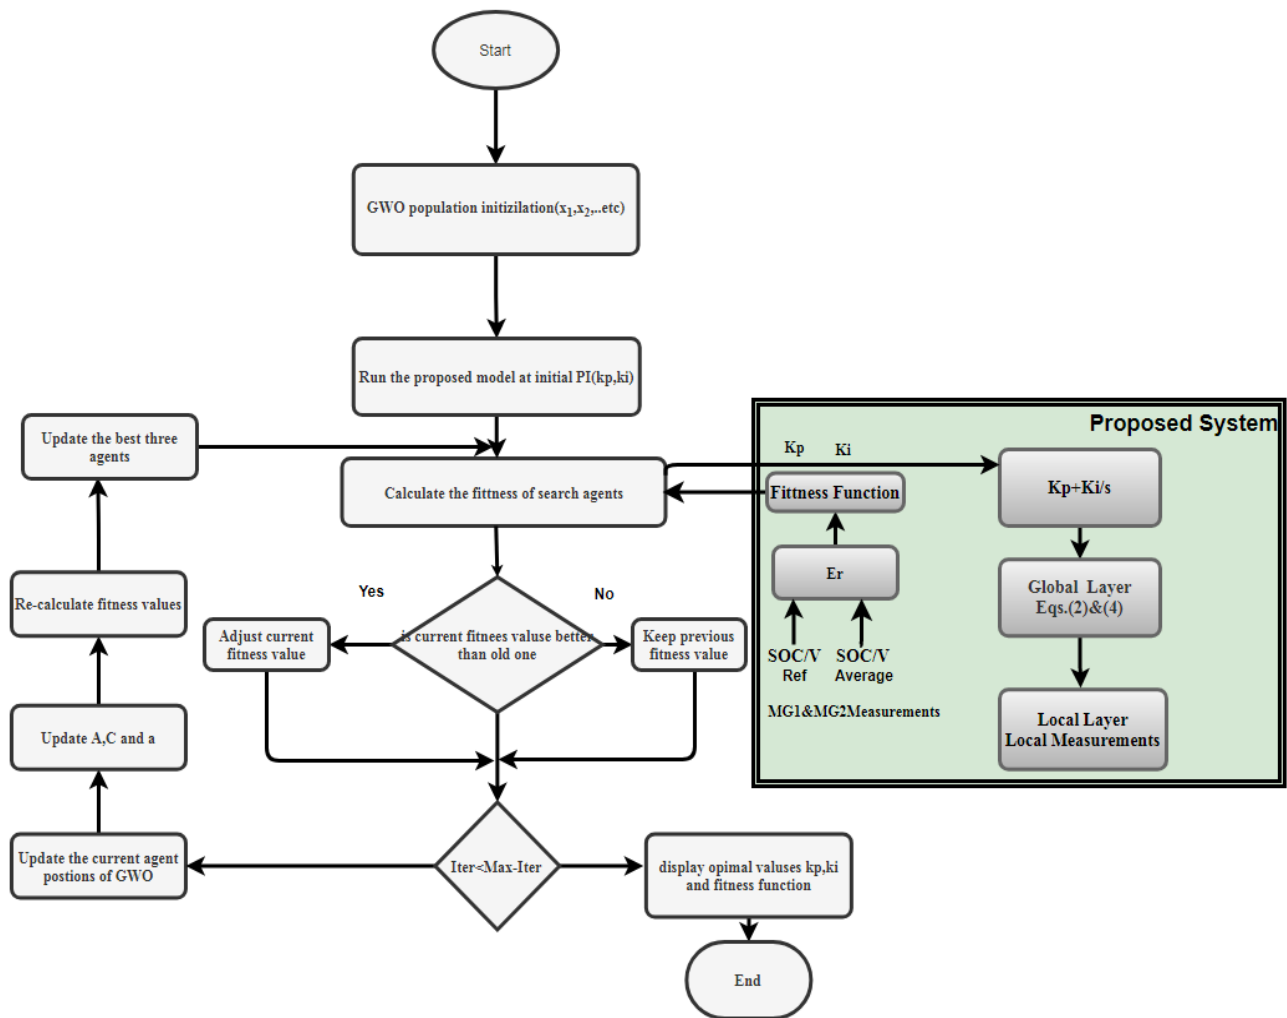 Start
GWO population initizilation(x1,x2,..etc)
Run the proposed model at initial PI(kp,ki)
Update the best three
agents
Calculate the fittness of search agents
Proposed System
Kp Ki
Fittness Function
Kp+Ki/s
Er
Global Layer
Eqs.(2)&(4)
SOC/V
Ref
SOC/V
Average
MG1&MG2Measurements
Local Layer
Local Measurements
Re-calculate fitness values
Yes
No
Adjust current
fitness value
is current fitnees valuse better
than old one
Keep previous
fitness value
Update A,C and a
Update the current agent
postions of GWO
Iter<Max-Iter
display opimal valuses kp,ki
and fitness function
End